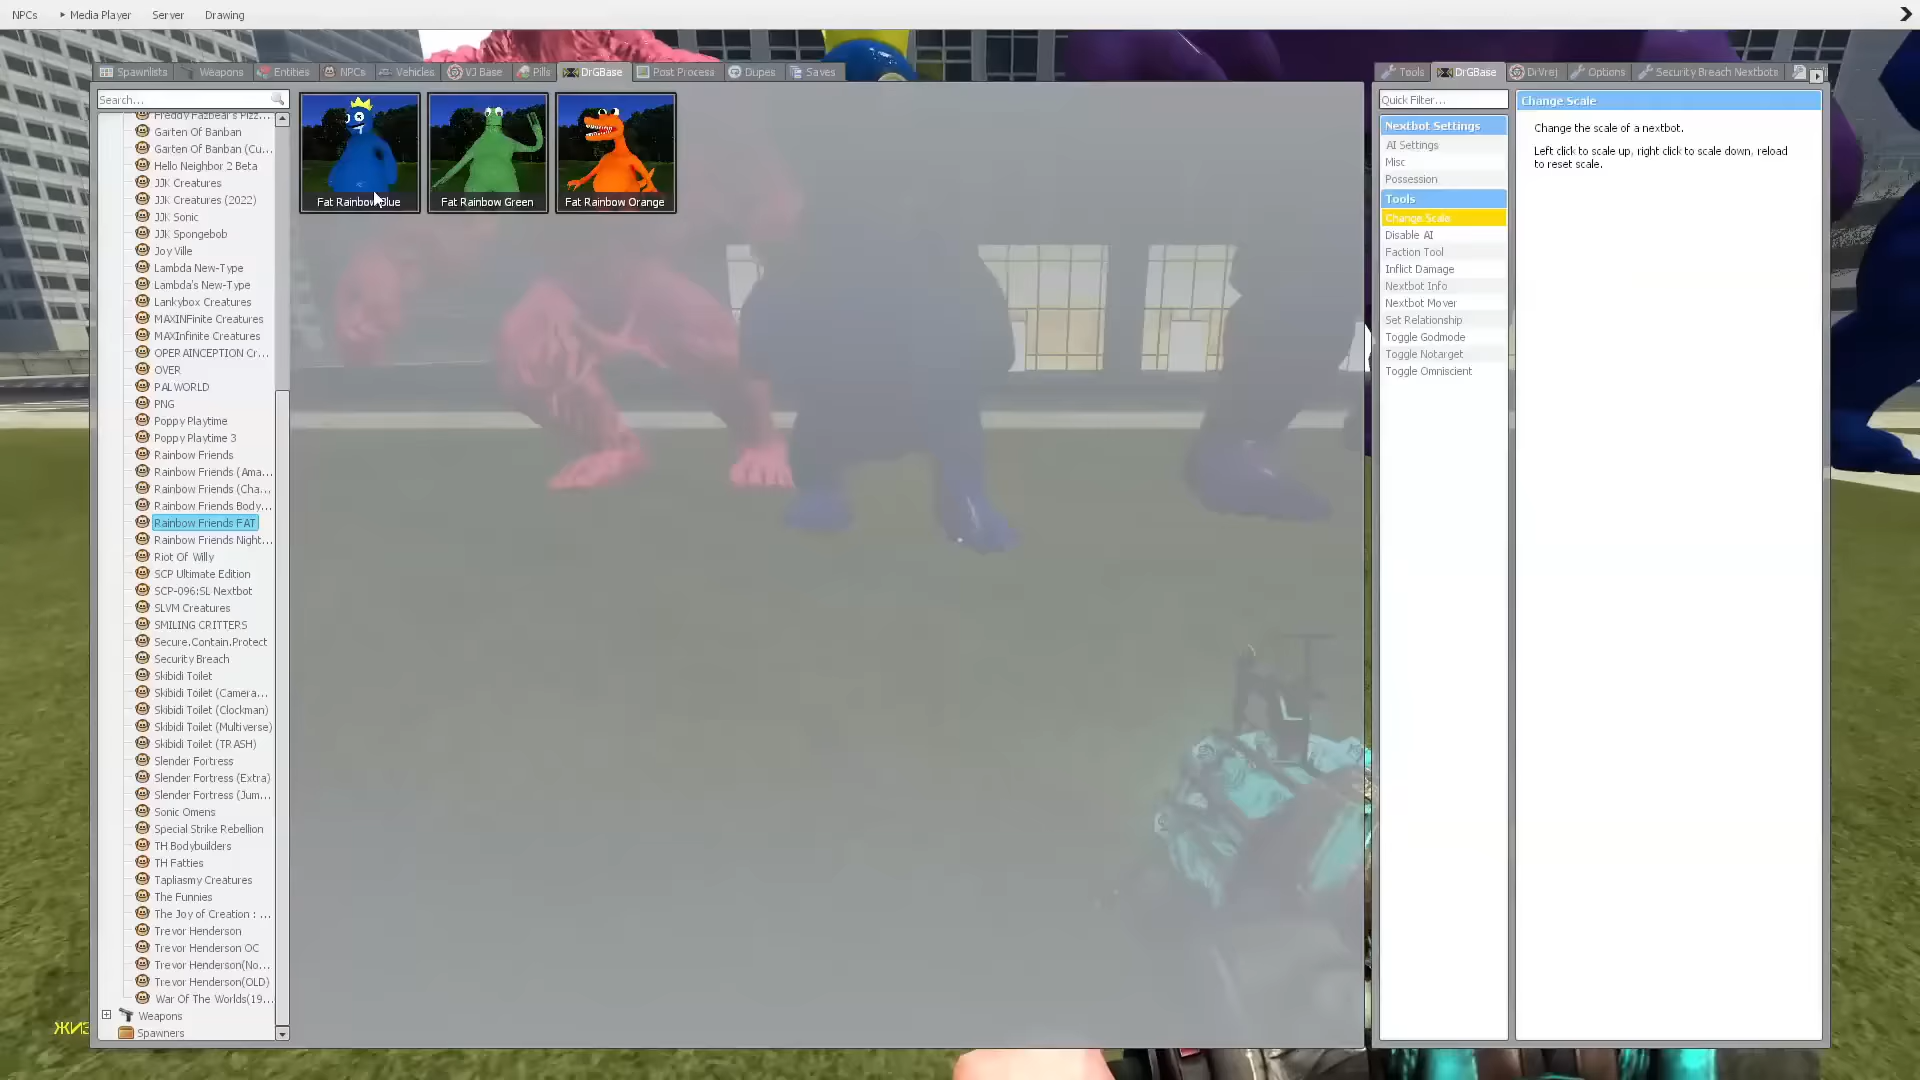 NPCs
Media Player
Server
Drawing
Spawnlists
Weapons
Entities
NPCs
Vehicles
VJ Base
Pills
DrGBase
Post Process
Dupes
Saves
Search...
Freddy Fazbear's Pizz...
Garten Of Banban
Garten Of Banban (Cu...
Hello Neighbor 2 Beta
JJK Creatures
JJK Creatures (2022)
JJK Sonic
JJK Spongebob
Joy Ville
Lambda New-Type
Lambda's New-Type
Lankybox Creatures
MAXINFinite Creatures
MAXInfinite Creatures
OPERAINCEPTION Cr...
OVER
PALWORLD
PNG
Poppy Playtime
Poppy Playtime 3
Rainbow Friends
Rainbow Friends (Ama...
Rainbow Friends (Cha...
Rainbow Friends Body...
Rainbow Friends FAT
Rainbow Friends Night...
Riot Of Willy
SCP Ultimate Edition
SCP-096:SL Nextbot
SLVM Creatures
SMILING CRITTERS
Secure.Contain.Protect
Security Breach
Skibidi Toilet
Skibidi Toilet (Camera...
Skibidi Toilet (Clockman)
Skibidi Toilet (Multiverse)
Skibidi Toilet (TRASH)
Slender Fortress
Slender Fortress (Extra)
Slender Fortress (Jum...
Sonic Omens
Special Strike Rebellion
TH Bodybuilders
TH Fatties
Tapliasmy Creatures
The Funnies
The Joy of Creation : ...
Trevor Henderson
Trevor Henderson OC
Trevor Henderson(No...
Trevor Henderson(OLD)
War Of The Worlds(19...
Weapons
Spawners
ЖИЗ
Fat Rainbow Blue
Fat Rainbow Green
Fat Rainbow Orange
Tools
DrGBase
DrVrej
Options
Security Breach Nextbots
Quick Filter...
Nextbot Settings
AI Settings
Misc
Possession
Tools
Change Scale
Disable AI
Faction Tool
Inflict Damage
Nextbot Info
Nextbot Mover
Set Relationship
Toggle Godmode
Toggle Notarget
Toggle Omniscient
Change Scale
Change the scale of a nextbot.
Left click to scale up, right click to scale down, reload
to reset scale.